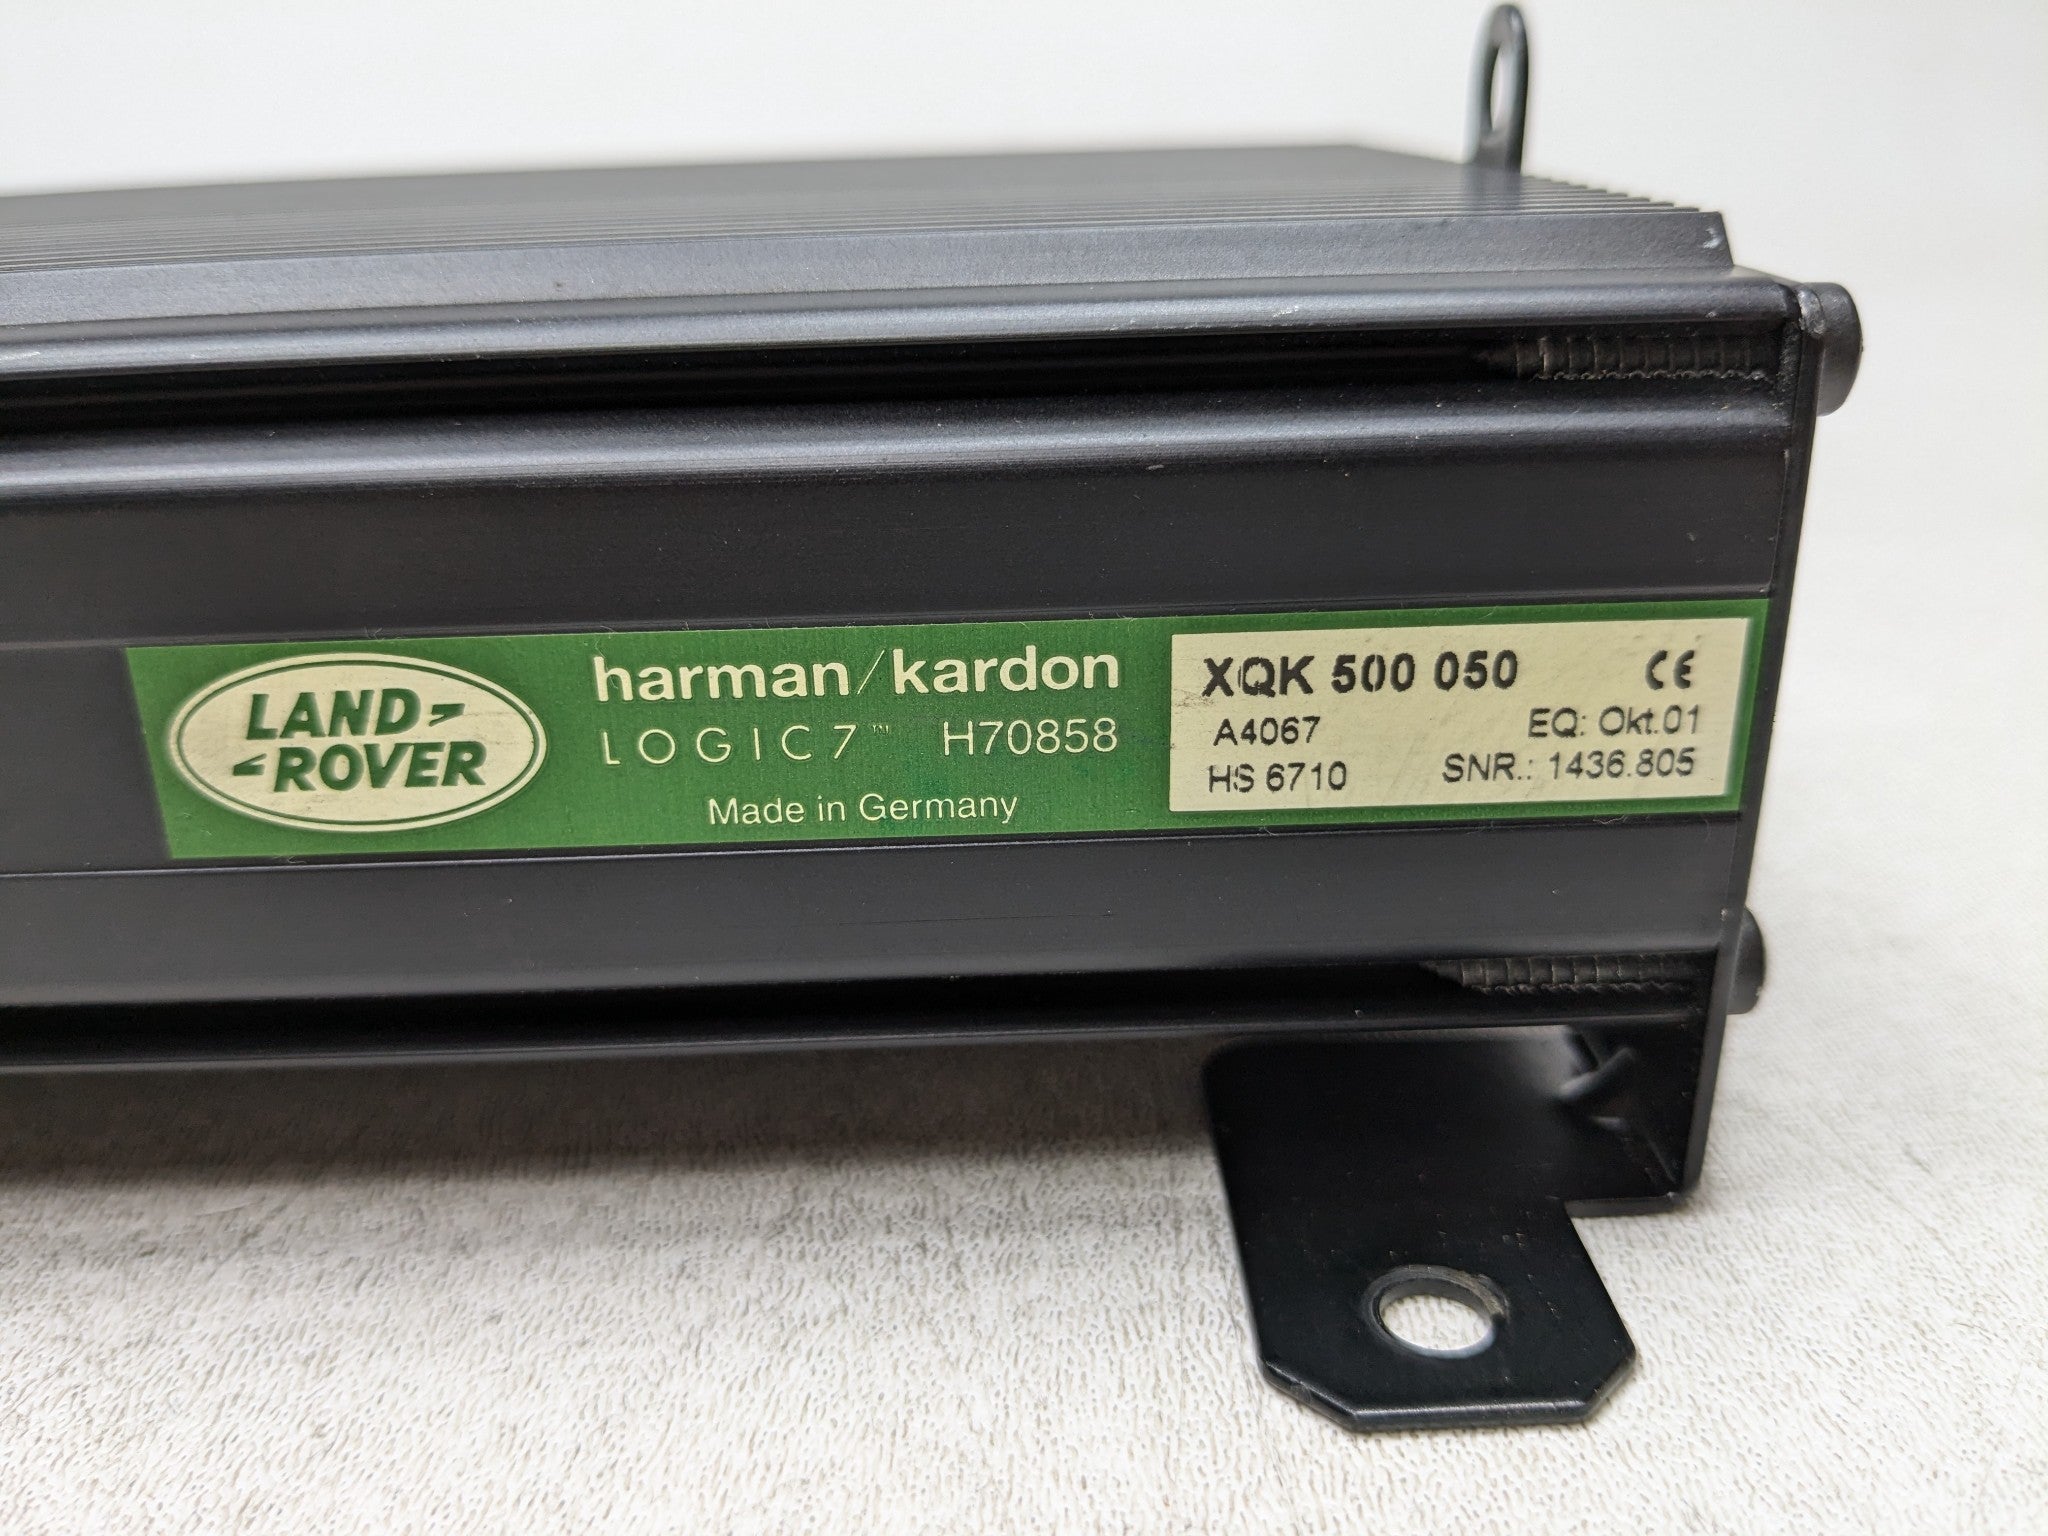 LAND
ROVER
harman/kardon
LOGIC7™ H70858
Made in Germany
XQK 500 050 CE
A4067 EQ: Okt.01
HS 6710 SNR.: 1436.805